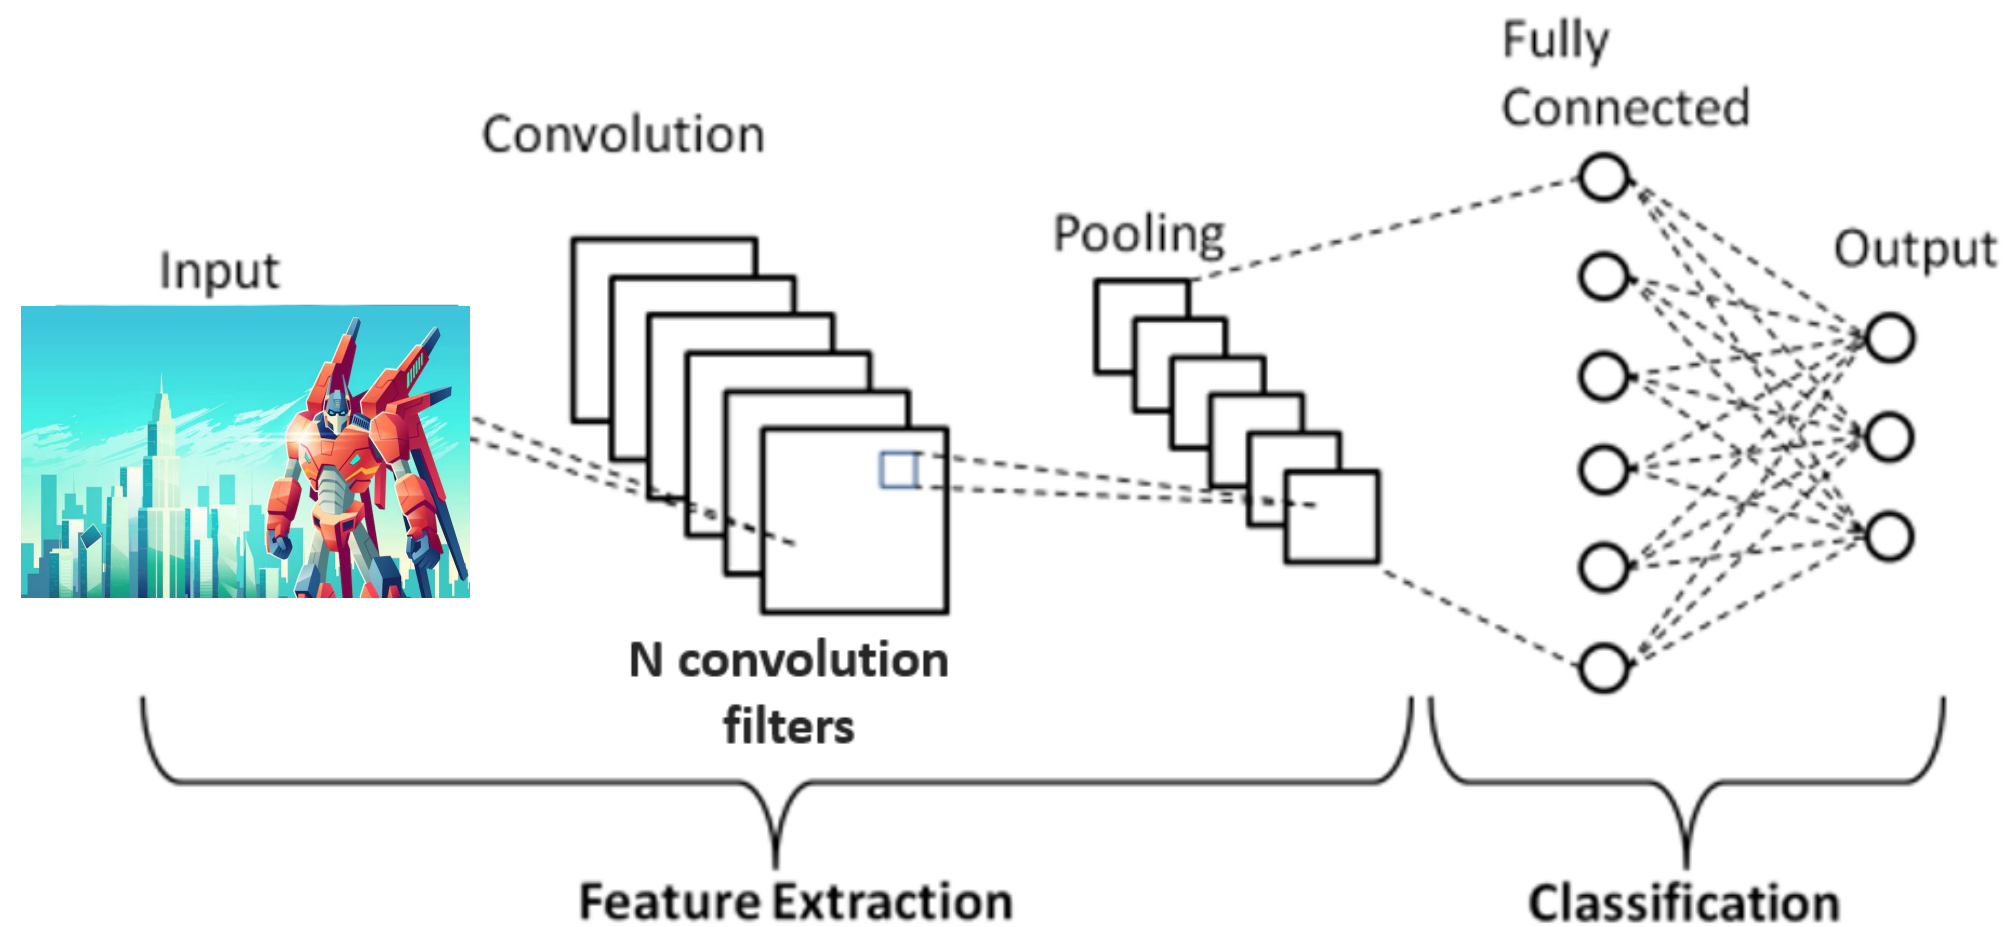 Fully
Connected
Convolution
Pooling
Output
Input
N convolution
filters
Feature Extraction
Classification